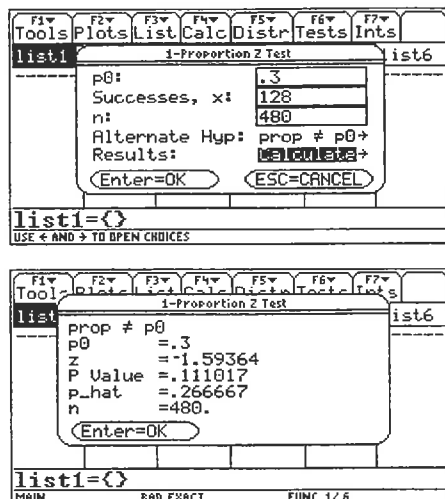 F1 F2 F3 F4 F5 F6 F7
Tools Plots List Calc Distr Tests Ints
list1 1-Proportion Z Test ist6
p0: .3
Successes, x: 128
n: 480
Alternate Hyp: prop ≠ p0→
Results: Calculate→
Enter=OK ESC=CANCEL
list1={}
USE ← AND → TO OPEN CHOICES
F1 F2 F3 F4 F5 F6 F7
1-Proportion Z Test
list ist6
prop ≠ p0
p0 =.3
z =-1.59364
P Value =.111017
p_hat =.266667
n =480.
Enter=OK
list1={}
MAIN RAD EXACT FUNC 1/6